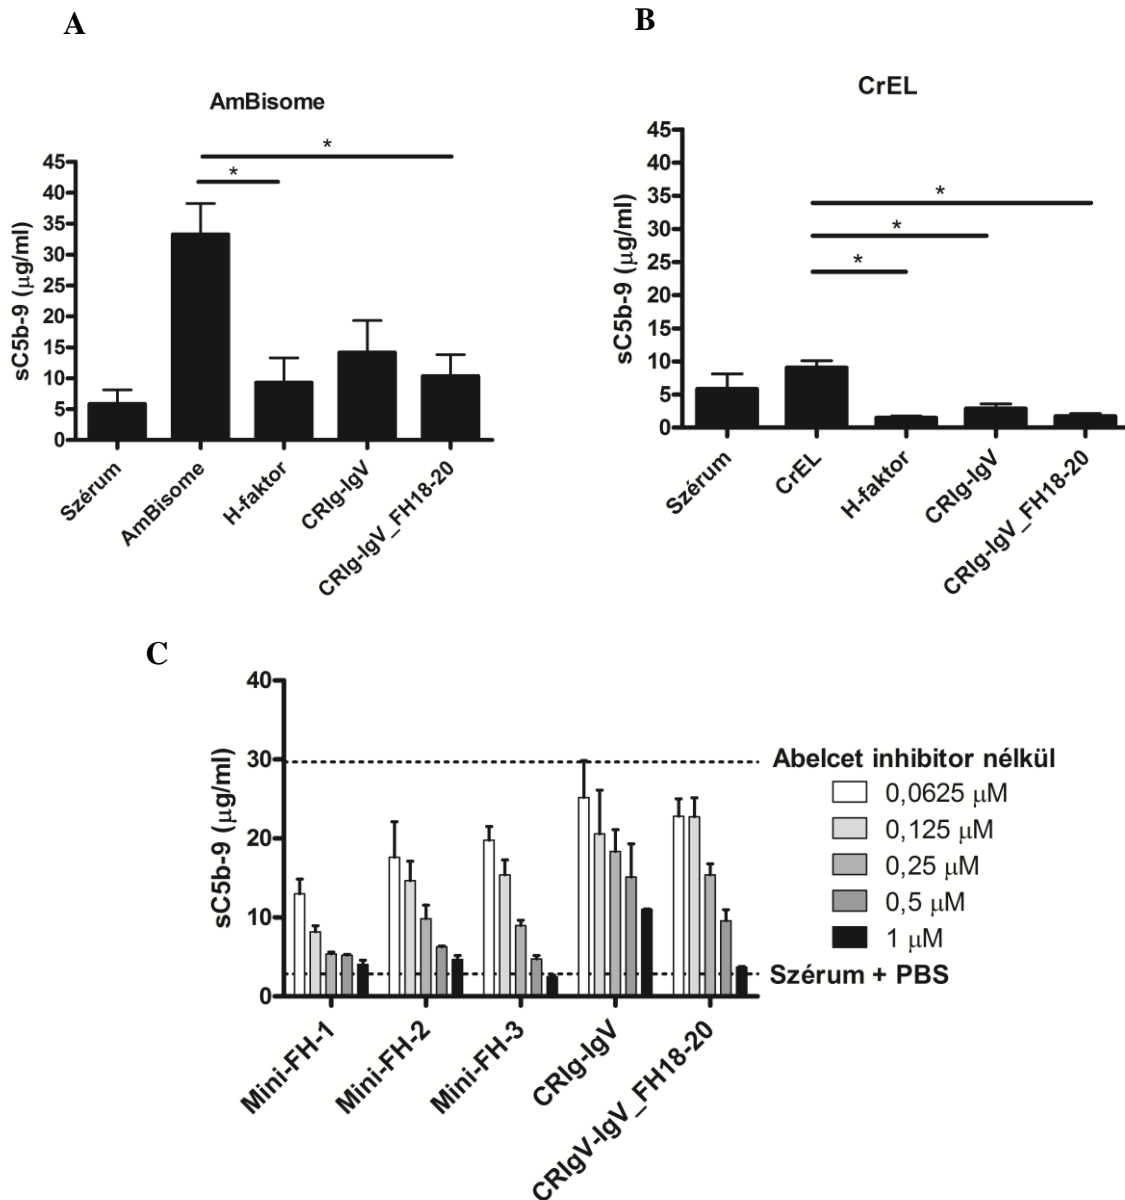 A
AmBisome
sC5b-9 (µg/ml)
45
40
35
30
25
20
15
10
5
0
*
*
Szérum
AmBisome
H-faktor
CRIg-IgV
CRIg-IgV_FH18-20
B
CrEL
sC5b-9 (µg/ml)
45
40
35
30
25
20
15
10
5
0
*
*
*
Szérum
CrEL
H-faktor
CRIg-IgV
CRIg-IgV_FH18-20
C
sC5b-9 (µg/ml)
40
30
20
10
0
Abelcet inhibitor nélkül
0,0625 µM
0,125 µM
0,25 µM
0,5 µM
1 µM
Szérum + PBS
Mini-FH-1
Mini-FH-2
Mini-FH-3
CRIg-IgV
CRIgV-IgV_FH18-20